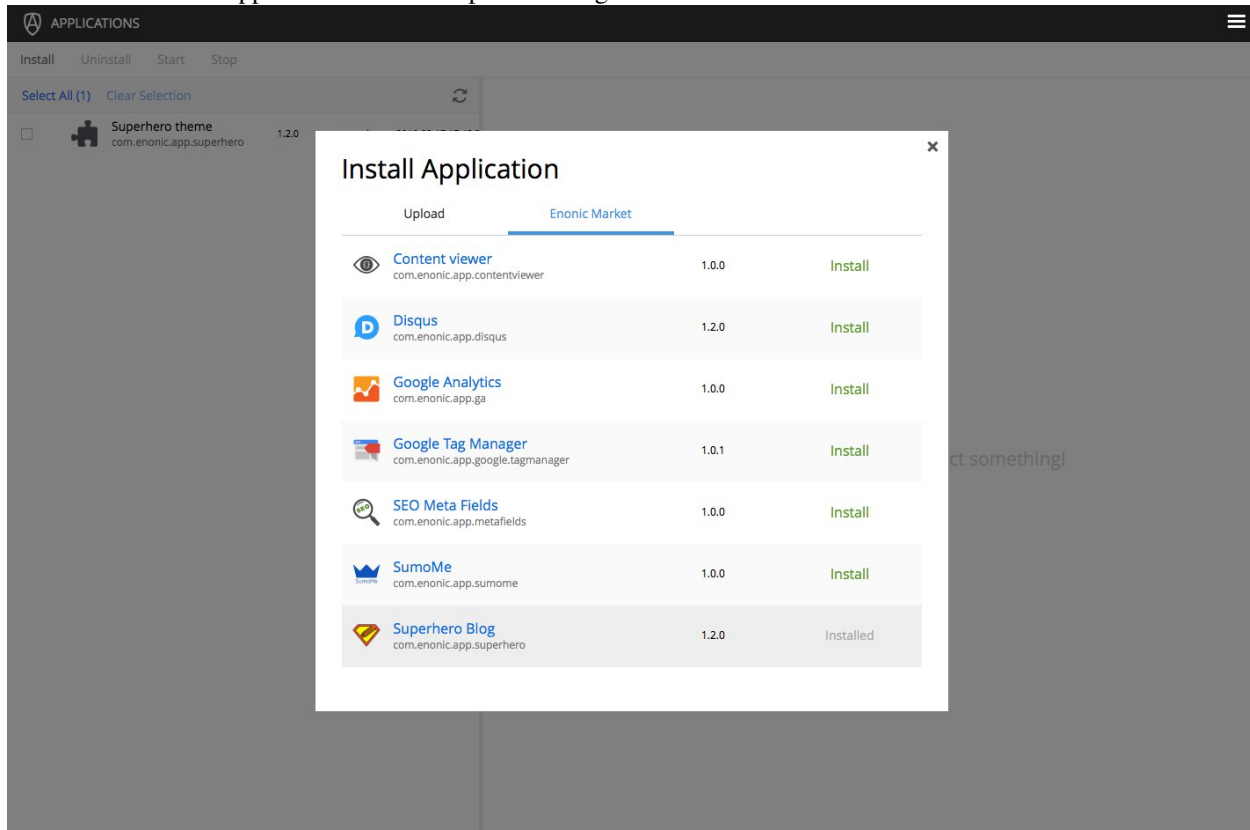 APPLICATIONS
Install Uninstall Start Stop
Select All (1) Clear Selection
Superhero theme
com.enonic.app.superhero
1.2.0
Install Application
Upload Enonic Market
Content viewer
com.enonic.app.contentviewer
1.0.0 Install
Disqus
com.enonic.app.disqus
1.2.0 Install
Google Analytics
com.enonic.app.ga
1.0.0 Install
Google Tag Manager
com.enonic.app.google.tagmanager
1.0.1 Install
ct something!
SEO
SEO Meta Fields
com.enonic.app.metafields
1.0.0 Install
SumoMe
SumoMe
com.enonic.app.sumome
1.0.0 Install
Superhero Blog
com.enonic.app.superhero
1.2.0 Installed